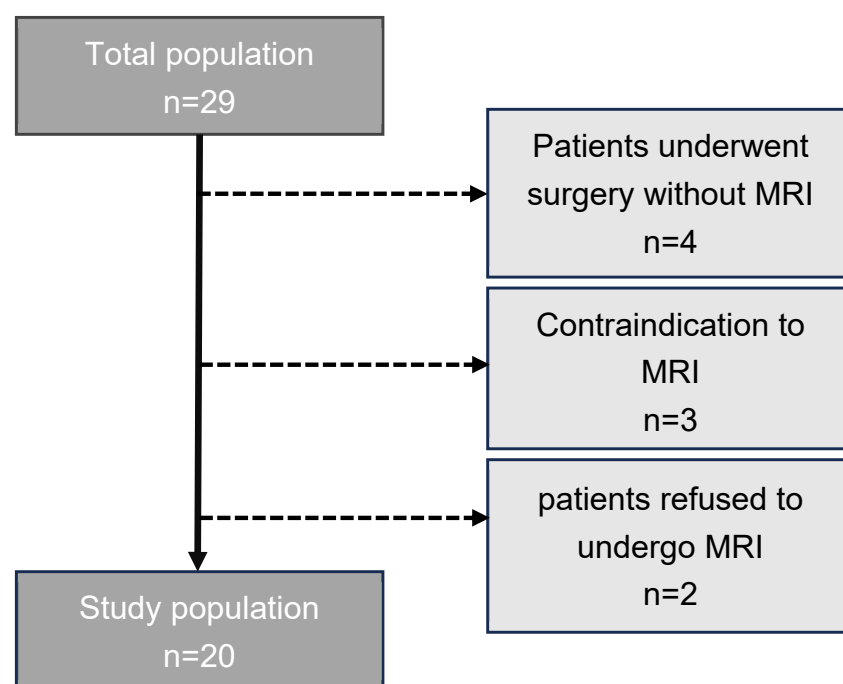 Total population
n=29
Patients underwent
surgery without MRI
n=4
Contraindication to
MRI
n=3
patients refused to
undergo MRI
n=2
Study population
n=20